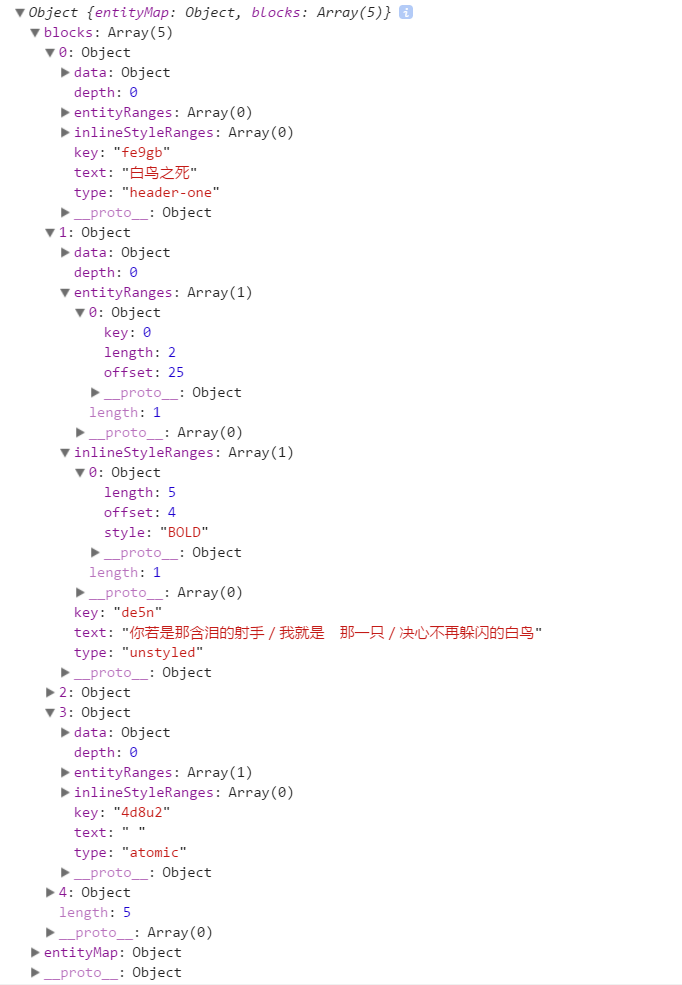 ▼Object {entityMap: Object, blocks: Array(5)} i
▼blocks: Array(5)
▼0: Object
▶data: Object
depth: 0
▶entityRanges: Array(0)
▶inlineStyleRanges: Array(0)
key: "fe9gb"
text: "白鸟之死"
type: "header-one"
▶__proto__: Object
▼1: Object
▶data: Object
depth: 0
▼entityRanges: Array(1)
▼0: Object
key: 0
length: 2
offset: 25
▶__proto__: Object
length: 1
▶__proto__: Array(0)
▼inlineStyleRanges: Array(1)
▼0: Object
length: 5
offset: 4
style: "BOLD"
▶__proto__: Object
length: 1
▶__proto__: Array(0)
key: "de5n"
text: "你若是那含泪的射手 / 我就是　那一只 / 决心不再躲闪的白鸟"
type: "unstyled"
▶__proto__: Object
▶2: Object
▼3: Object
▶data: Object
depth: 0
▶entityRanges: Array(1)
▶inlineStyleRanges: Array(0)
key: "4d8u2"
text: " "
type: "atomic"
▶__proto__: Object
▶4: Object
length: 5
▶__proto__: Array(0)
▶entityMap: Object
▶__proto__: Object